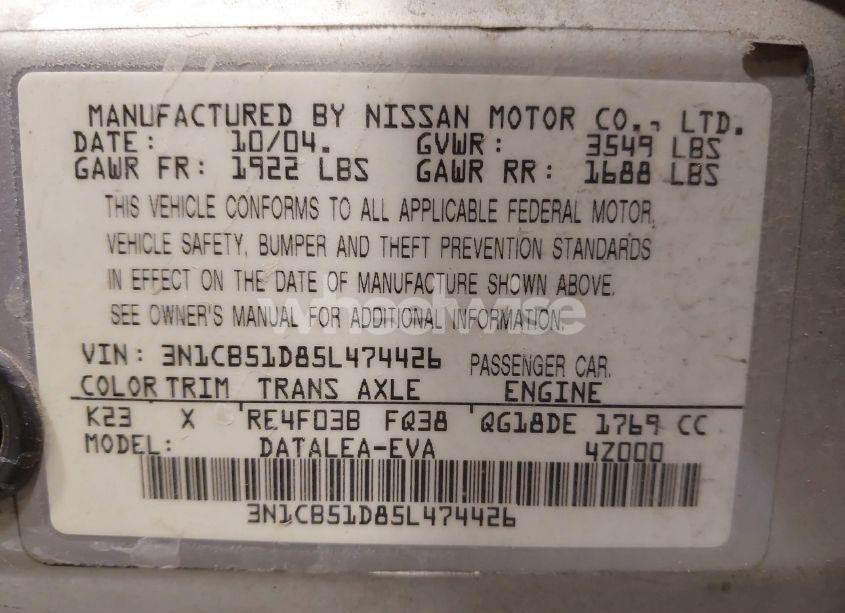 MANUFACTURED BY NISSAN MOTOR CO., LTD.
DATE: 10/04. GVWR: 3549 LBS
GAWR FR: 1922 LBS GAWR RR: 1688 LBS
THIS VEHICLE CONFORMS TO ALL APPLICABLE FEDERAL MOTOR
VEHICLE SAFETY, BUMPER AND THEFT PREVENTION STANDARDS
IN EFFECT ON THE DATE OF MANUFACTURE SHOWN ABOVE.
SEE OWNER'S MANUAL FOR ADDITIONAL INFORMATION.
wheelwise
VIN: 3N1CB51D85L474426 PASSENGER CAR.
COLOR TRIM TRANS AXLE ENGINE
K23 X RE4F03B FQ38 QG18DE 1769 CC
MODEL: DATALEA-EVA 4Z000
3N1CB51D85L474426